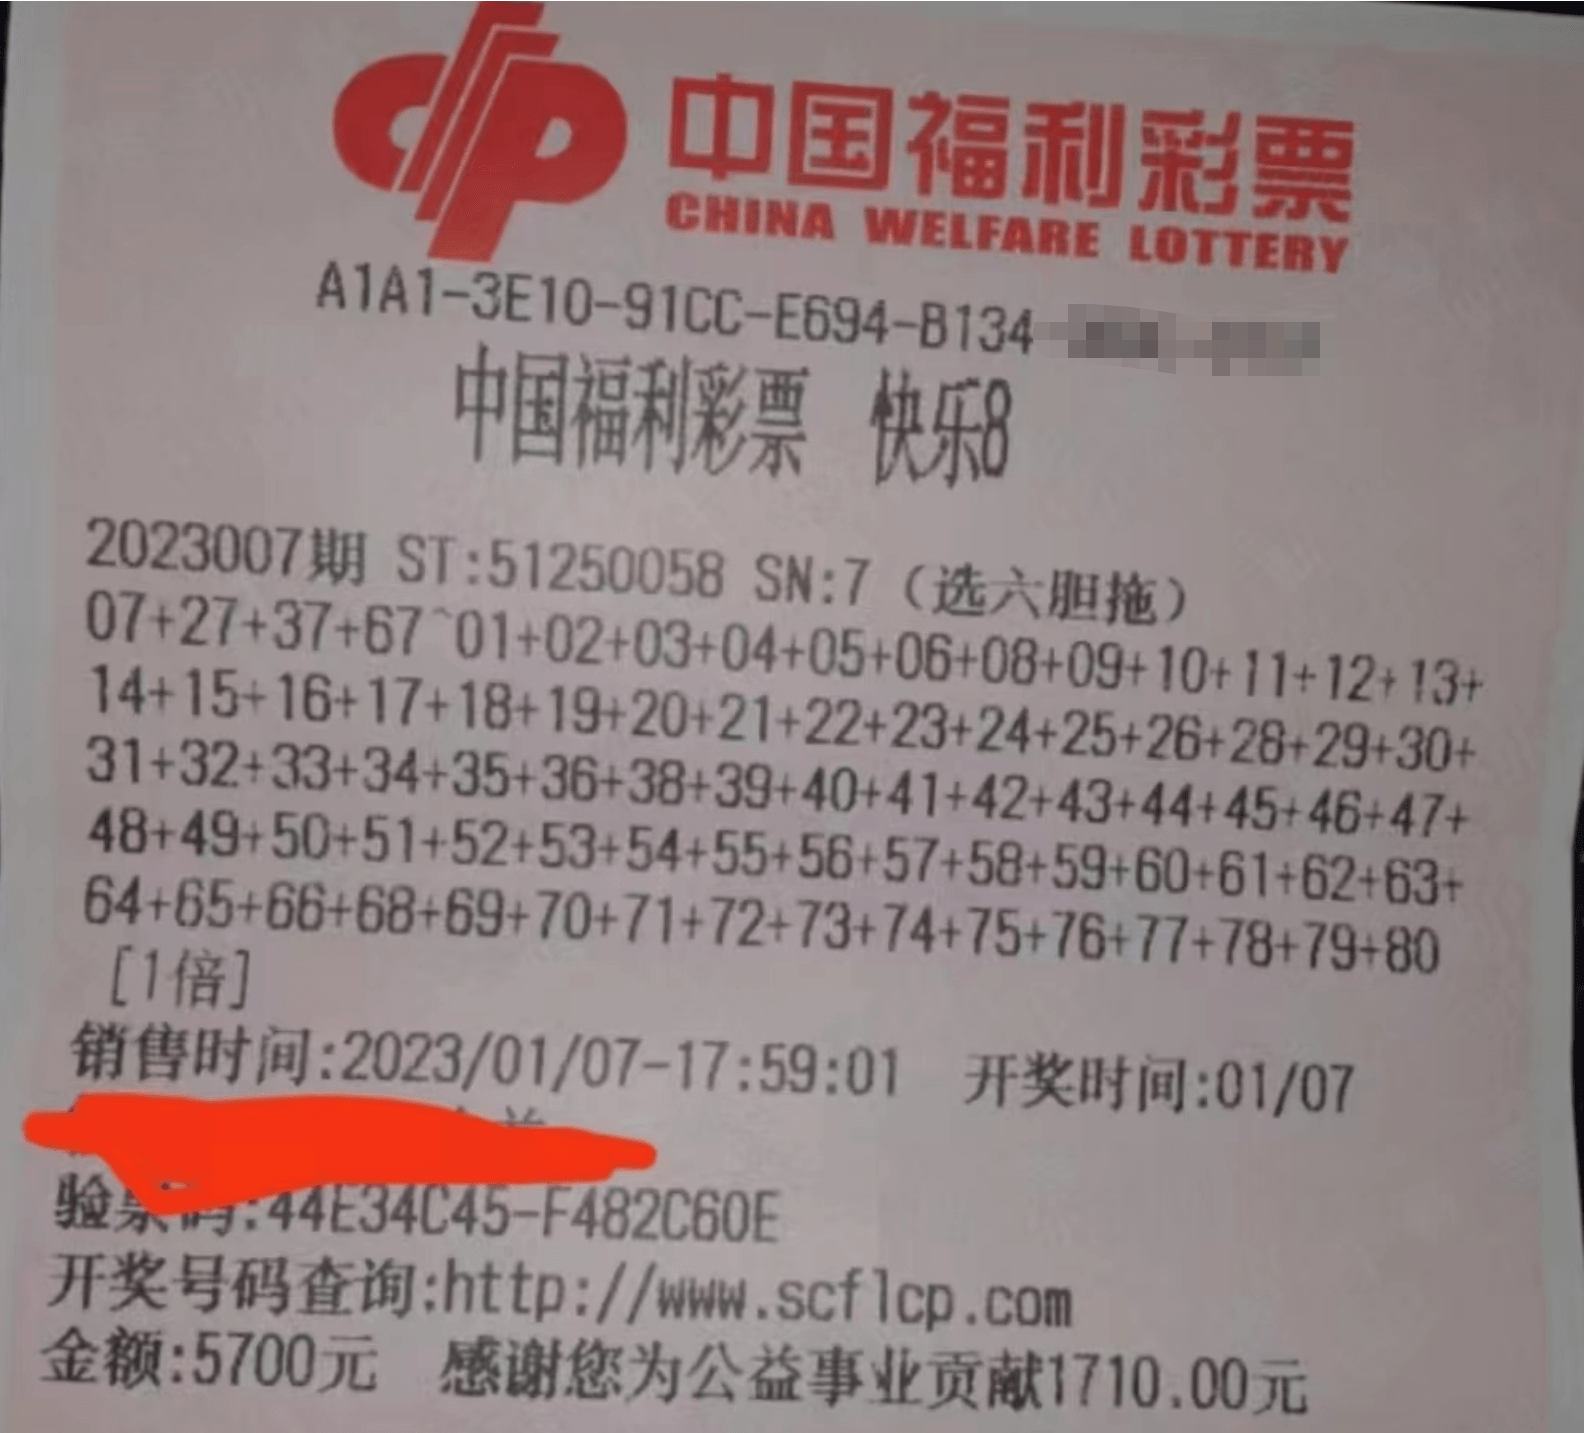 中国福利彩票
CHINA WELFARE LOTTERY
A1A1-3E10-91CC-E694-B134
中国福利彩票 快乐8
2023007期 ST:51250058 SN:7（选六胆拖）
07+27+37+67~01+02+03+04+05+06+08+09+10+11+12+13+
14+15+16+17+18+19+20+21+22+23+24+25+26+28+29+30+
31+32+33+34+35+36+38+39+40+41+42+43+44+45+46+47+
48+49+50+51+52+53+54+55+56+57+58+59+60+61+62+63+
64+65+66+68+69+70+71+72+73+74+75+76+77+78+79+80
[1倍]
销售时间:2023/01/07-17:59:01 开奖时间:01/07
验票码:44E34C45-F482C60E
开奖号码查询:http://www.scflcp.com
金额:5700元 感谢您为公益事业贡献1710.00元